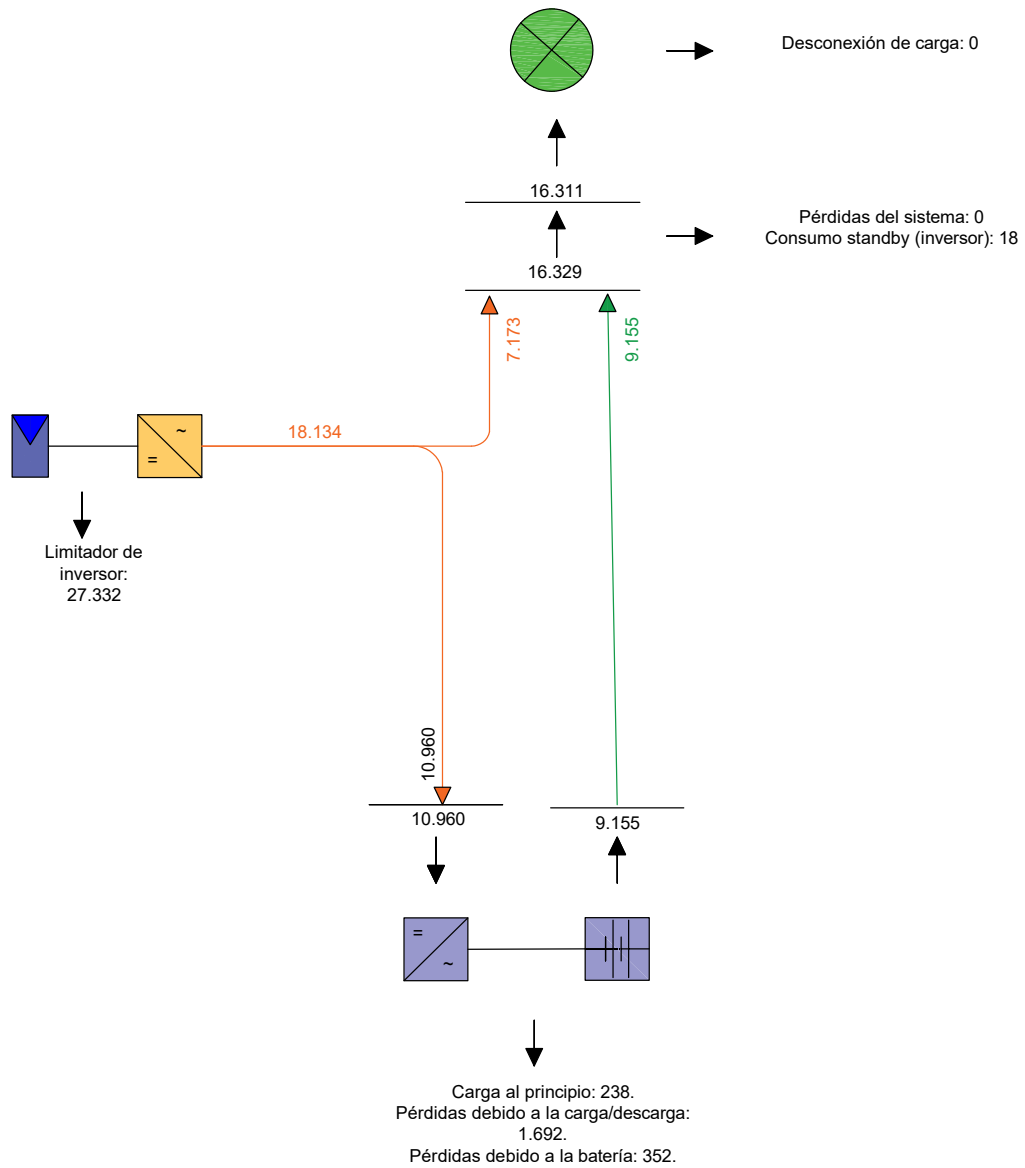 Desconexión de carga: 0
16.311
Pérdidas del sistema: 0
Consumo standby (inversor): 18
16.329
7.173
9.155
18.134
~
=
Limitador de
inversor:
27.332
10.960
10.960
9.155
=
~
Carga al principio: 238.
Pérdidas debido a la carga/descarga:
1.692.
Pérdidas debido a la batería: 352.